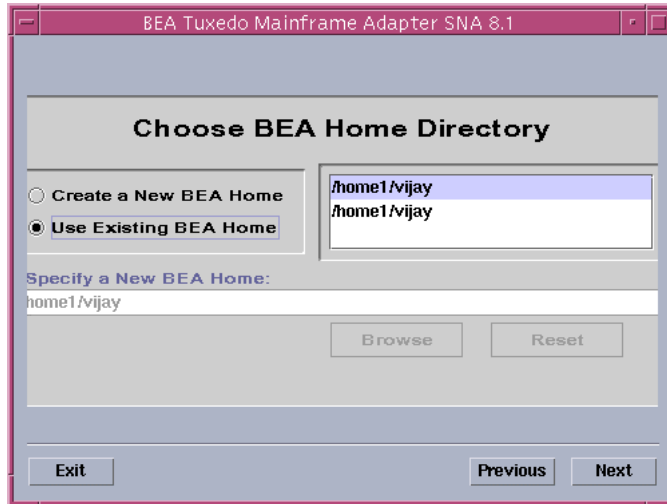 BEA Tuxedo Mainframe Adapter SNA 8.1
Choose BEA Home Directory
Create a New BEA Home
Use Existing BEA Home
/home1/vijay
/home1/vijay
Specify a New BEA Home:
home1/vijay
Browse Reset
Exit Previous Next